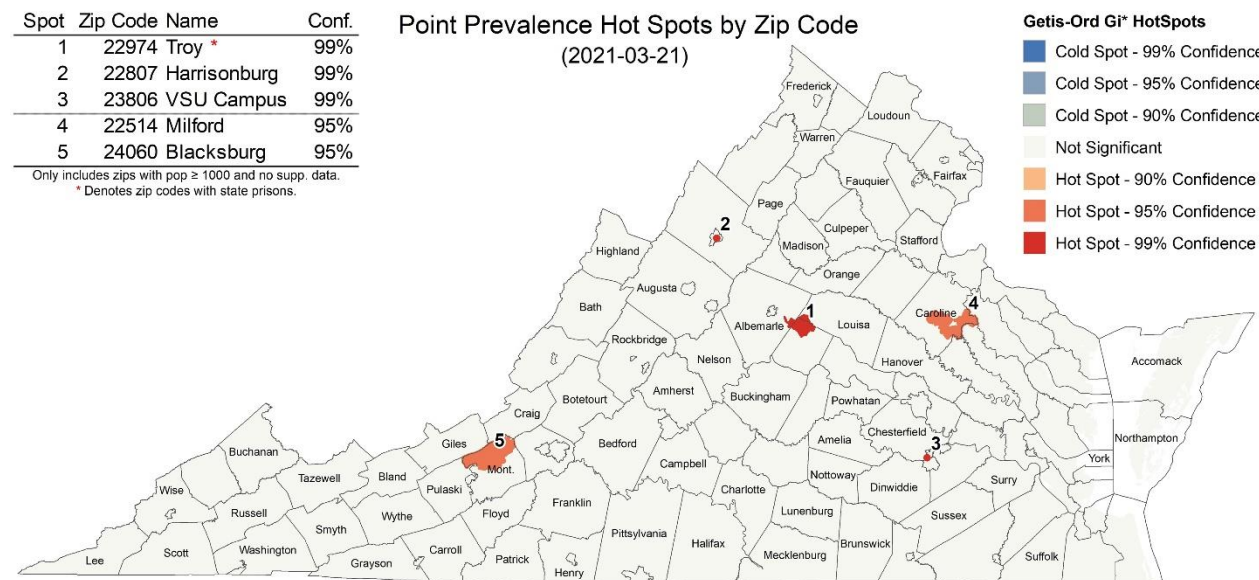 Point Prevalence Hot Spots by Zip Code
(2021-03-21)
Spot Zip Code Name Conf.
1 22974 Troy * 99%
2 22807 Harrisonburg 99%
3 23806 VSU Campus 99%
4 22514 Milford 95%
5 24060 Blacksburg 95%
Only includes zips with pop ≥ 1000 and no supp. data.
* Denotes zip codes with state prisons.
Getis-Ord Gi* HotSpots
Cold Spot - 99% Confidence
Cold Spot - 95% Confidence
Cold Spot - 90% Confidence
Not Significant
Hot Spot - 90% Confidence
Hot Spot - 95% Confidence
Hot Spot - 99% Confidence
Frederick
Loudoun
Warren
Fairfax
Fauquier
Page
2
Culpeper
Stafford
Madison
Highland
Orange
Augusta
Bath
1
4
Caroline
Albemarle
Louisa
Rockbridge
Accomack
Nelson
Hanover
Amherst
Buckingham
Botetourt
Powhatan
Craig
Chesterfield
Northampton
Amelia
3
5
Giles
Bedford
Buchanan
Mont.
Campbell
York
Tazewell
Bland
Nottoway
Surry
Pulaski
Dinwiddie
Wise
Charlotte
Franklin
Russell
Wythe
Floyd
Lunenburg
Sussex
Smyth
Pittsylvania
Halifax
Brunswick
Scott
Washington
Carroll
Mecklenburg
Suffolk
Lee
Grayson
Patrick
Henry